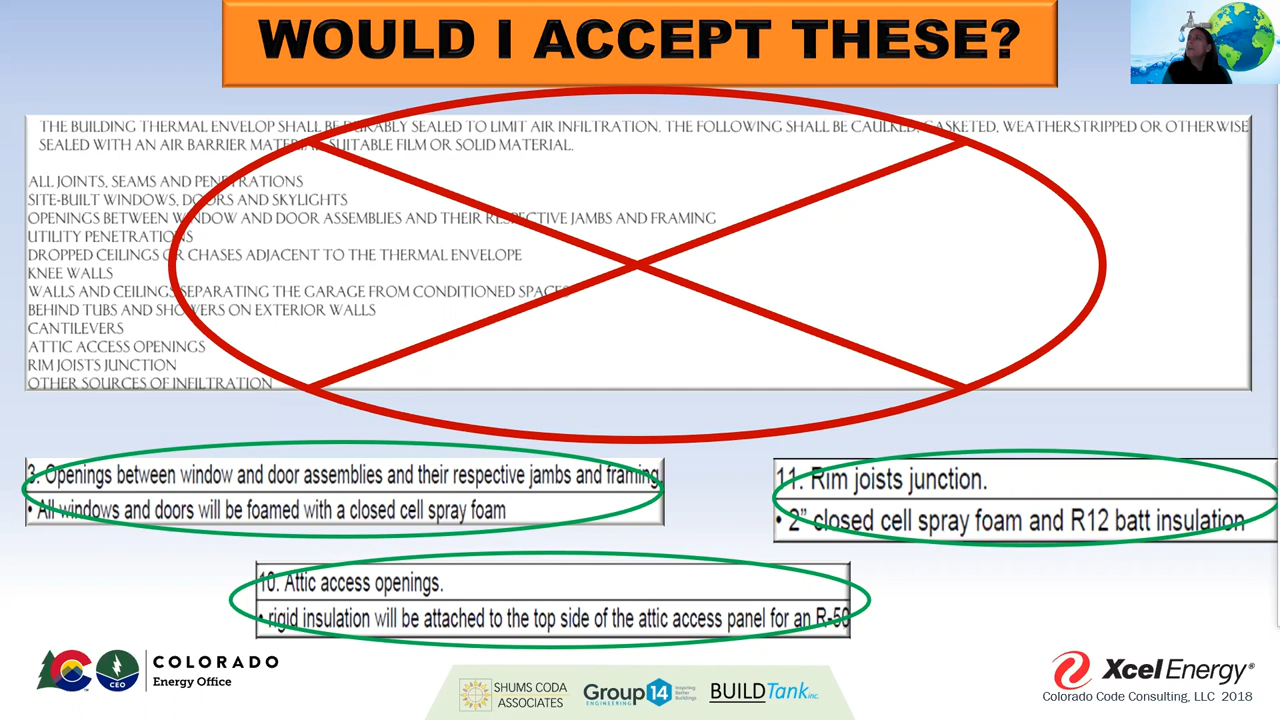 WOULD I ACCEPT THESE?
THE BUILDING THERMAL ENVELOP SHALL BE DURABLY SEALED TO LIMIT AIR INFILTRATION. THE FOLLOWING SHALL BE CAULKED, GASKETED, WEATHERSTRIPPED OR OTHERWISE
SEALED WITH AN AIR BARRIER MATERIAL, SUITABLE FILM OR SOLID MATERIAL.
ALL JOINTS, SEAMS AND PENETRATIONS
SITE-BUILT WINDOWS, DOORS AND SKYLIGHTS
OPENINGS BETWEEN WINDOW AND DOOR ASSEMBLIES AND THEIR RESPECTIVE JAMBS AND FRAMING
UTILITY PENETRATIONS
DROPPED CEILINGS OR CHASES ADJACENT TO THE THERMAL ENVELOPE
KNEE WALLS
WALLS AND CEILINGS SEPARATING THE GARAGE FROM CONDITIONED SPACES
BEHIND TUBS AND SHOWERS ON EXTERIOR WALLS
CANTILEVERS
ATTIC ACCESS OPENINGS
RIM JOISTS JUNCTION
OTHER SOURCES OF INFILTRATION
3. Openings between window and door assemblies and their respective jambs and framing.
• All windows and doors will be foamed with a closed cell spray foam
11. Rim joists junction.
• 2” closed cell spray foam and R12 batt insulation
10. Attic access openings.
• rigid insulation will be attached to the top side of the attic access panel for an R-50
CEO
COLORADO
Energy Office
SHUMS CODA
ASSOCIATES
Group14
ENGINEERING
Inspiring
Better
Buildings
BUILDTank inc.
XcelEnergy®
Colorado Code Consulting, LLC 2018